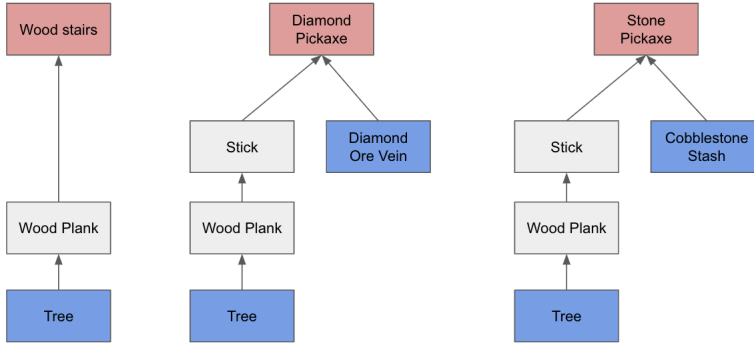 Wood stairs
Diamond
Pickaxe
Stone
Pickaxe
Stick
Diamond
Ore Vein
Stick
Cobblestone
Stash
Wood Plank
Wood Plank
Wood Plank
Tree
Tree
Tree